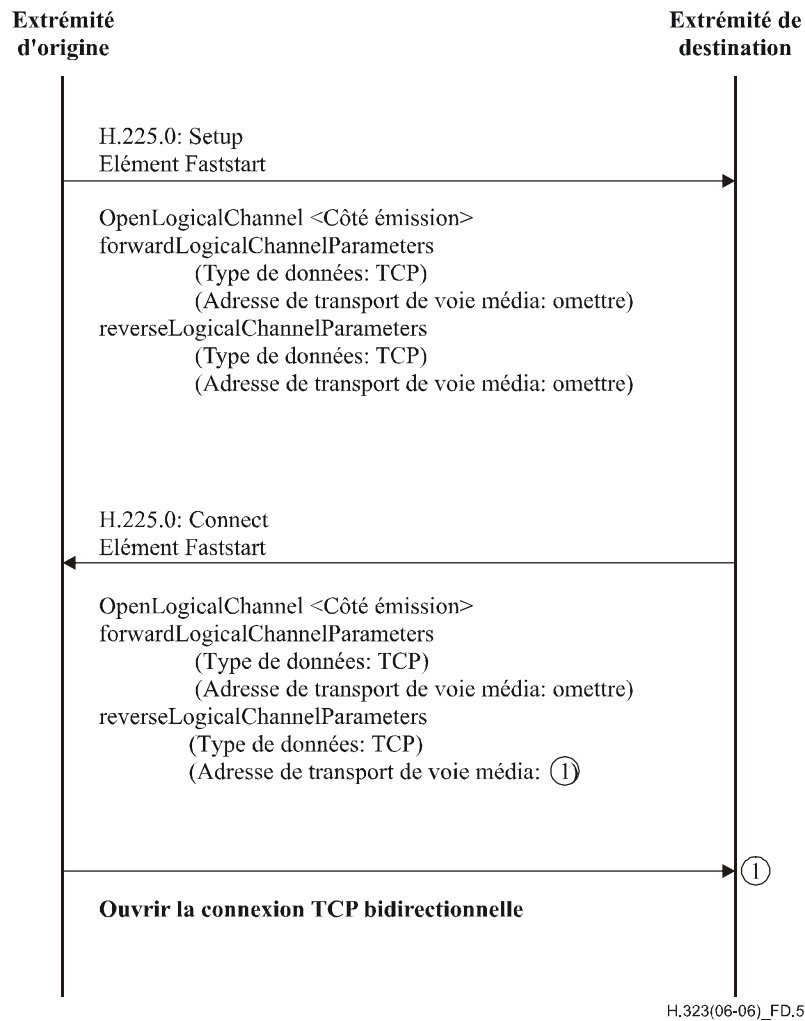 Extrémité
d'origine
Extrémité de
destination
H.225.0: Setup
Elément Faststart
OpenLogicalChannel <Côté émission>
forwardLogicalChannelParameters
(Type de données: TCP)
(Adresse de transport de voie média: omettre)
reverseLogicalChannelParameters
(Type de données: TCP)
(Adresse de transport de voie média: omettre)
H.225.0: Connect
Elément Faststart
OpenLogicalChannel <Côté émission>
forwardLogicalChannelParameters
(Type de données: TCP)
(Adresse de transport de voie média: omettre)
reverseLogicalChannelParameters
(Type de données: TCP)
(Adresse de transport de voie média: ①)
①
Ouvrir la connexion TCP bidirectionnelle
H.323(06-06)_FD.5